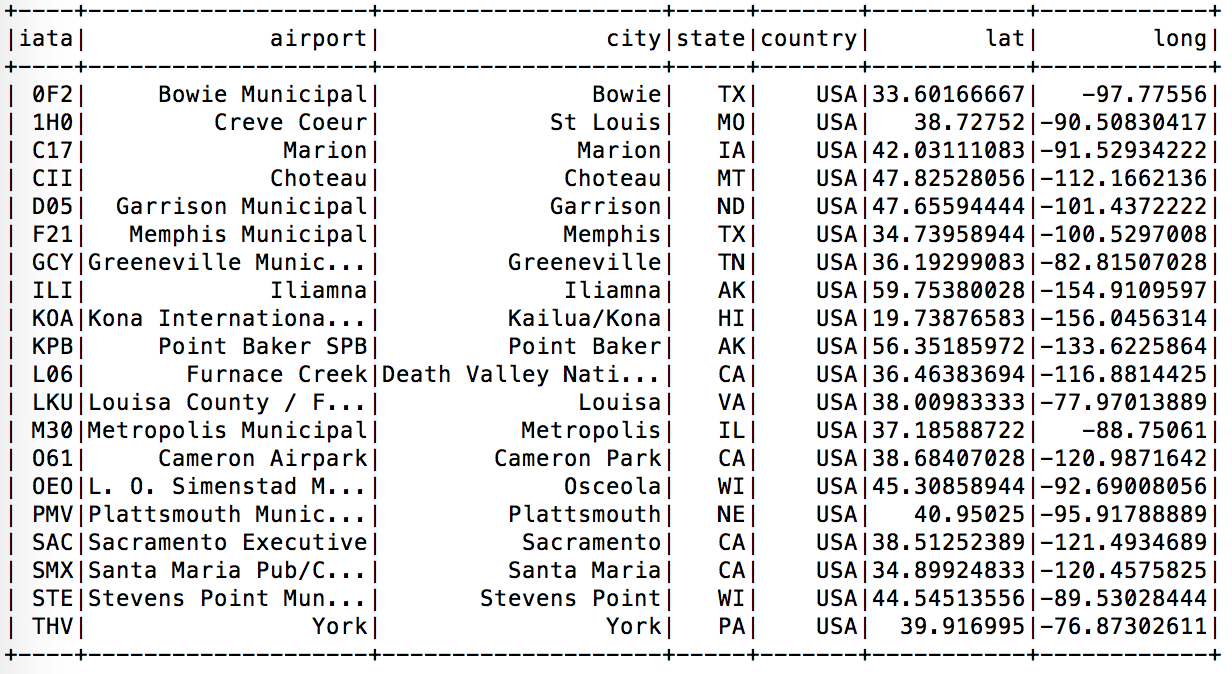 +----+--------------------+--------------------+-----+-------+-----------+------------+
|iata|             airport|                city|state|country|        lat|        long|
+----+--------------------+--------------------+-----+-------+-----------+------------+
| 0F2|     Bowie Municipal|               Bowie|   TX|    USA|33.60166667|   -97.77556|
| 1H0|         Creve Coeur|            St Louis|   MO|    USA|   38.72752|-90.50830417|
| C17|              Marion|              Marion|   IA|    USA|42.03111083|-91.52934222|
| CII|             Choteau|             Choteau|   MT|    USA|47.82528056|-112.1662136|
| D05|  Garrison Municipal|            Garrison|   ND|    USA|47.65594444|-101.4372222|
| F21|   Memphis Municipal|             Memphis|   TX|    USA|34.73958944|-100.5297008|
| GCY|Greeneville Munic...|         Greeneville|   TN|    USA|36.19299083|-82.81507028|
| ILI|             Iliamna|             Iliamna|   AK|    USA|59.75380028|-154.9109597|
| KOA|Kona Internationa...|         Kailua/Kona|   HI|    USA|19.73876583|-156.0456314|
| KPB|     Point Baker SPB|         Point Baker|   AK|    USA|56.35185972|-133.6225864|
| L06|       Furnace Creek|Death Valley Nati...|   CA|    USA|36.46383694|-116.8814425|
| LKU|Louisa County / F...|              Louisa|   VA|    USA|38.00983333|-77.97013889|
| M30|Metropolis Municipal|          Metropolis|   IL|    USA|37.18588722|   -88.75061|
| O61|     Cameron Airpark|        Cameron Park|   CA|    USA|38.68407028|-120.9871642|
| OEO|L. O. Simenstad M...|             Osceola|   WI|    USA|45.30858944|-92.69008056|
| PMV|Plattsmouth Munic...|         Plattsmouth|   NE|    USA|   40.95025|-95.91788889|
| SAC|Sacramento Executive|          Sacramento|   CA|    USA|38.51252389|-121.4934689|
| SMX|Santa Maria Pub/C...|         Santa Maria|   CA|    USA|34.89924833|-120.4575825|
| STE|Stevens Point Mun...|       Stevens Point|   WI|    USA|44.54513556|-89.53028444|
| THV|                York|                York|   PA|    USA|  39.916995|-76.87302611|
+----+--------------------+--------------------+-----+-------+-----------+------------+